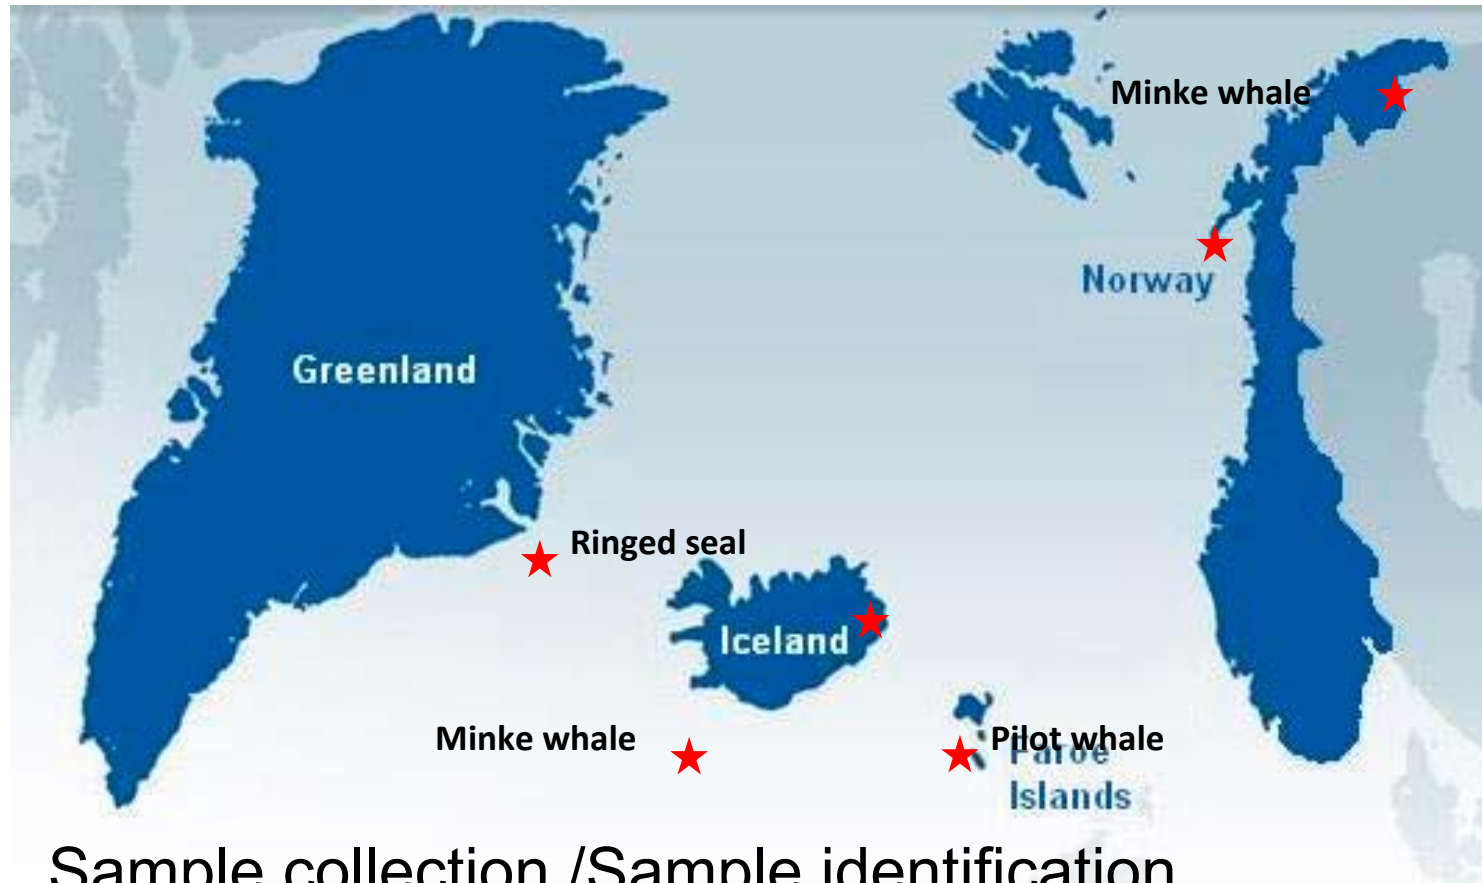 Minke whale
Norway
Greenland
Ringed seal
Iceland
Minke whale
Pilot whale
Faroe
Islands
Sample collection /Sample identification